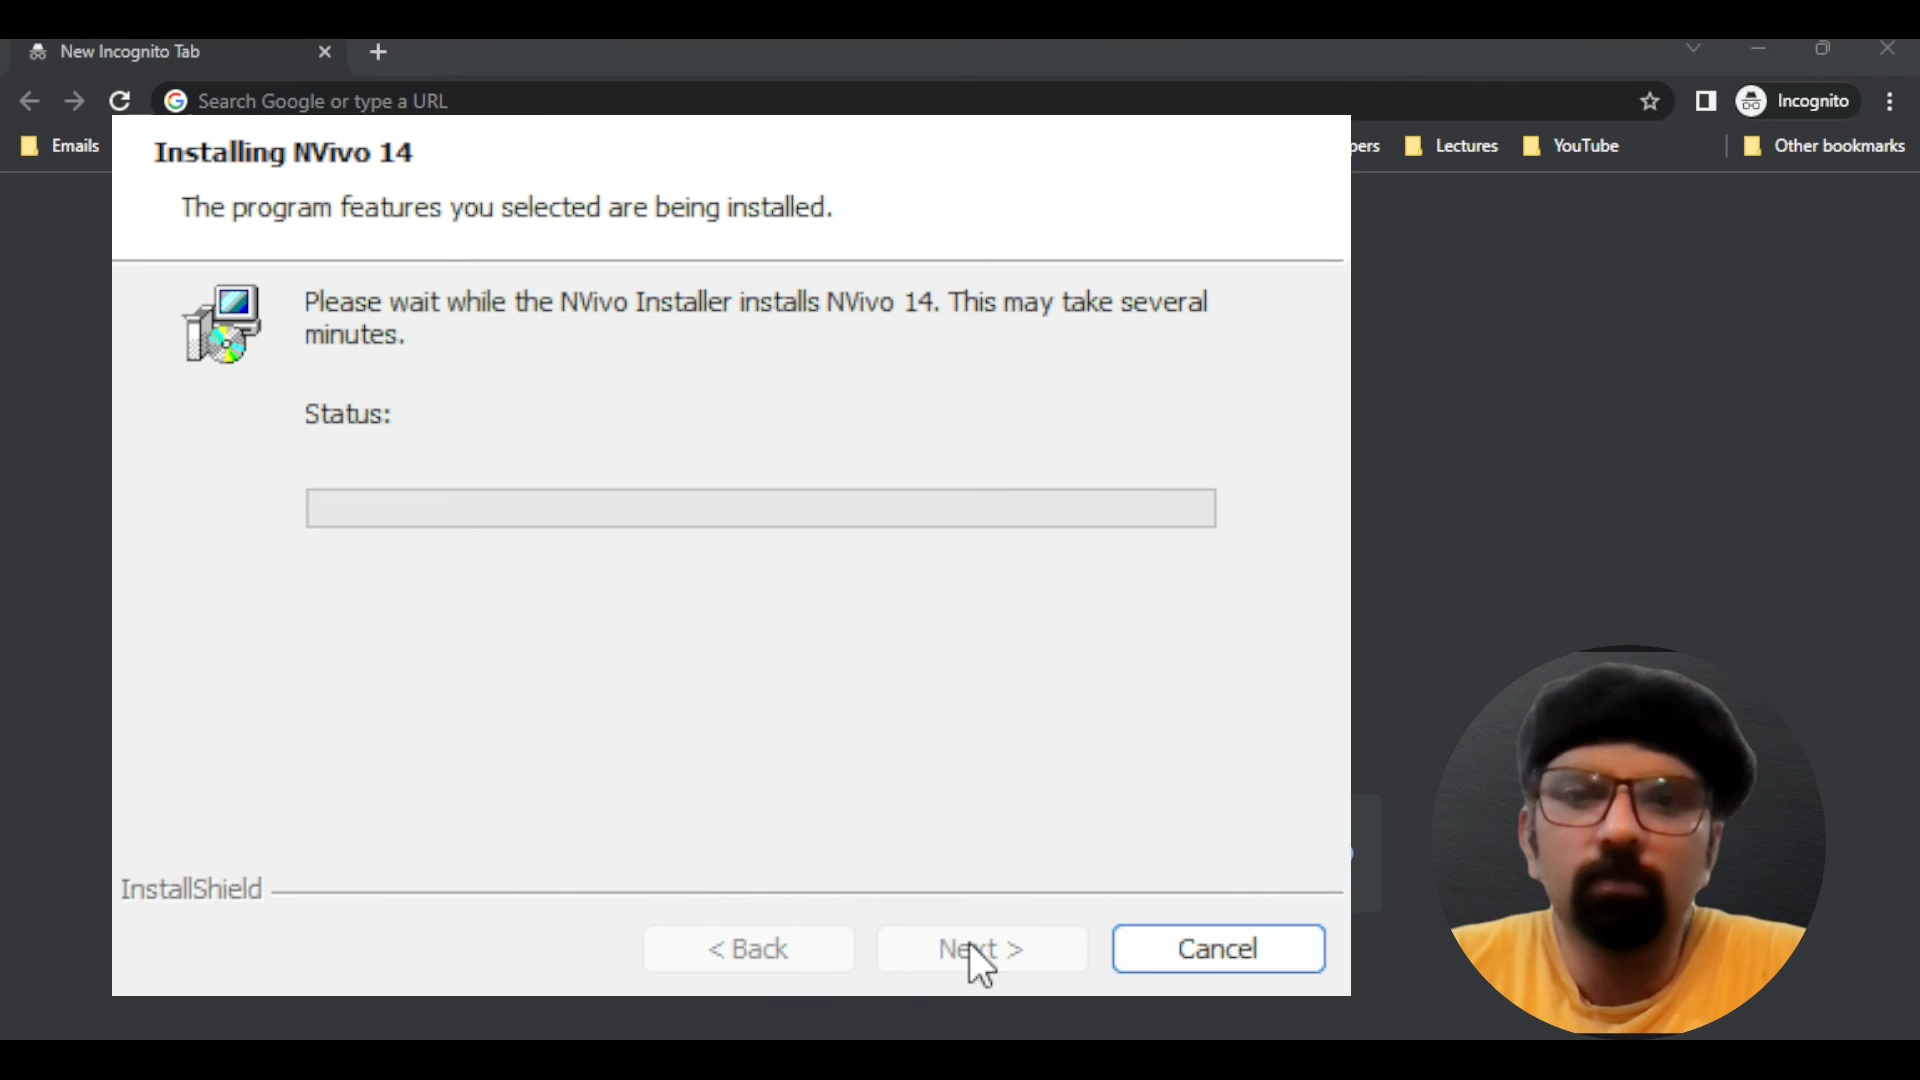 New Incognito Tab
Search Google or type a URL
Incognito
Emails
pers
Lectures
YouTube
Other bookmarks
Installing NVivo 14
The program features you selected are being installed.
Please wait while the NVivo Installer installs NVivo 14. This may take several
minutes.
Status:
InstallShield
< Back
Next >
Cancel